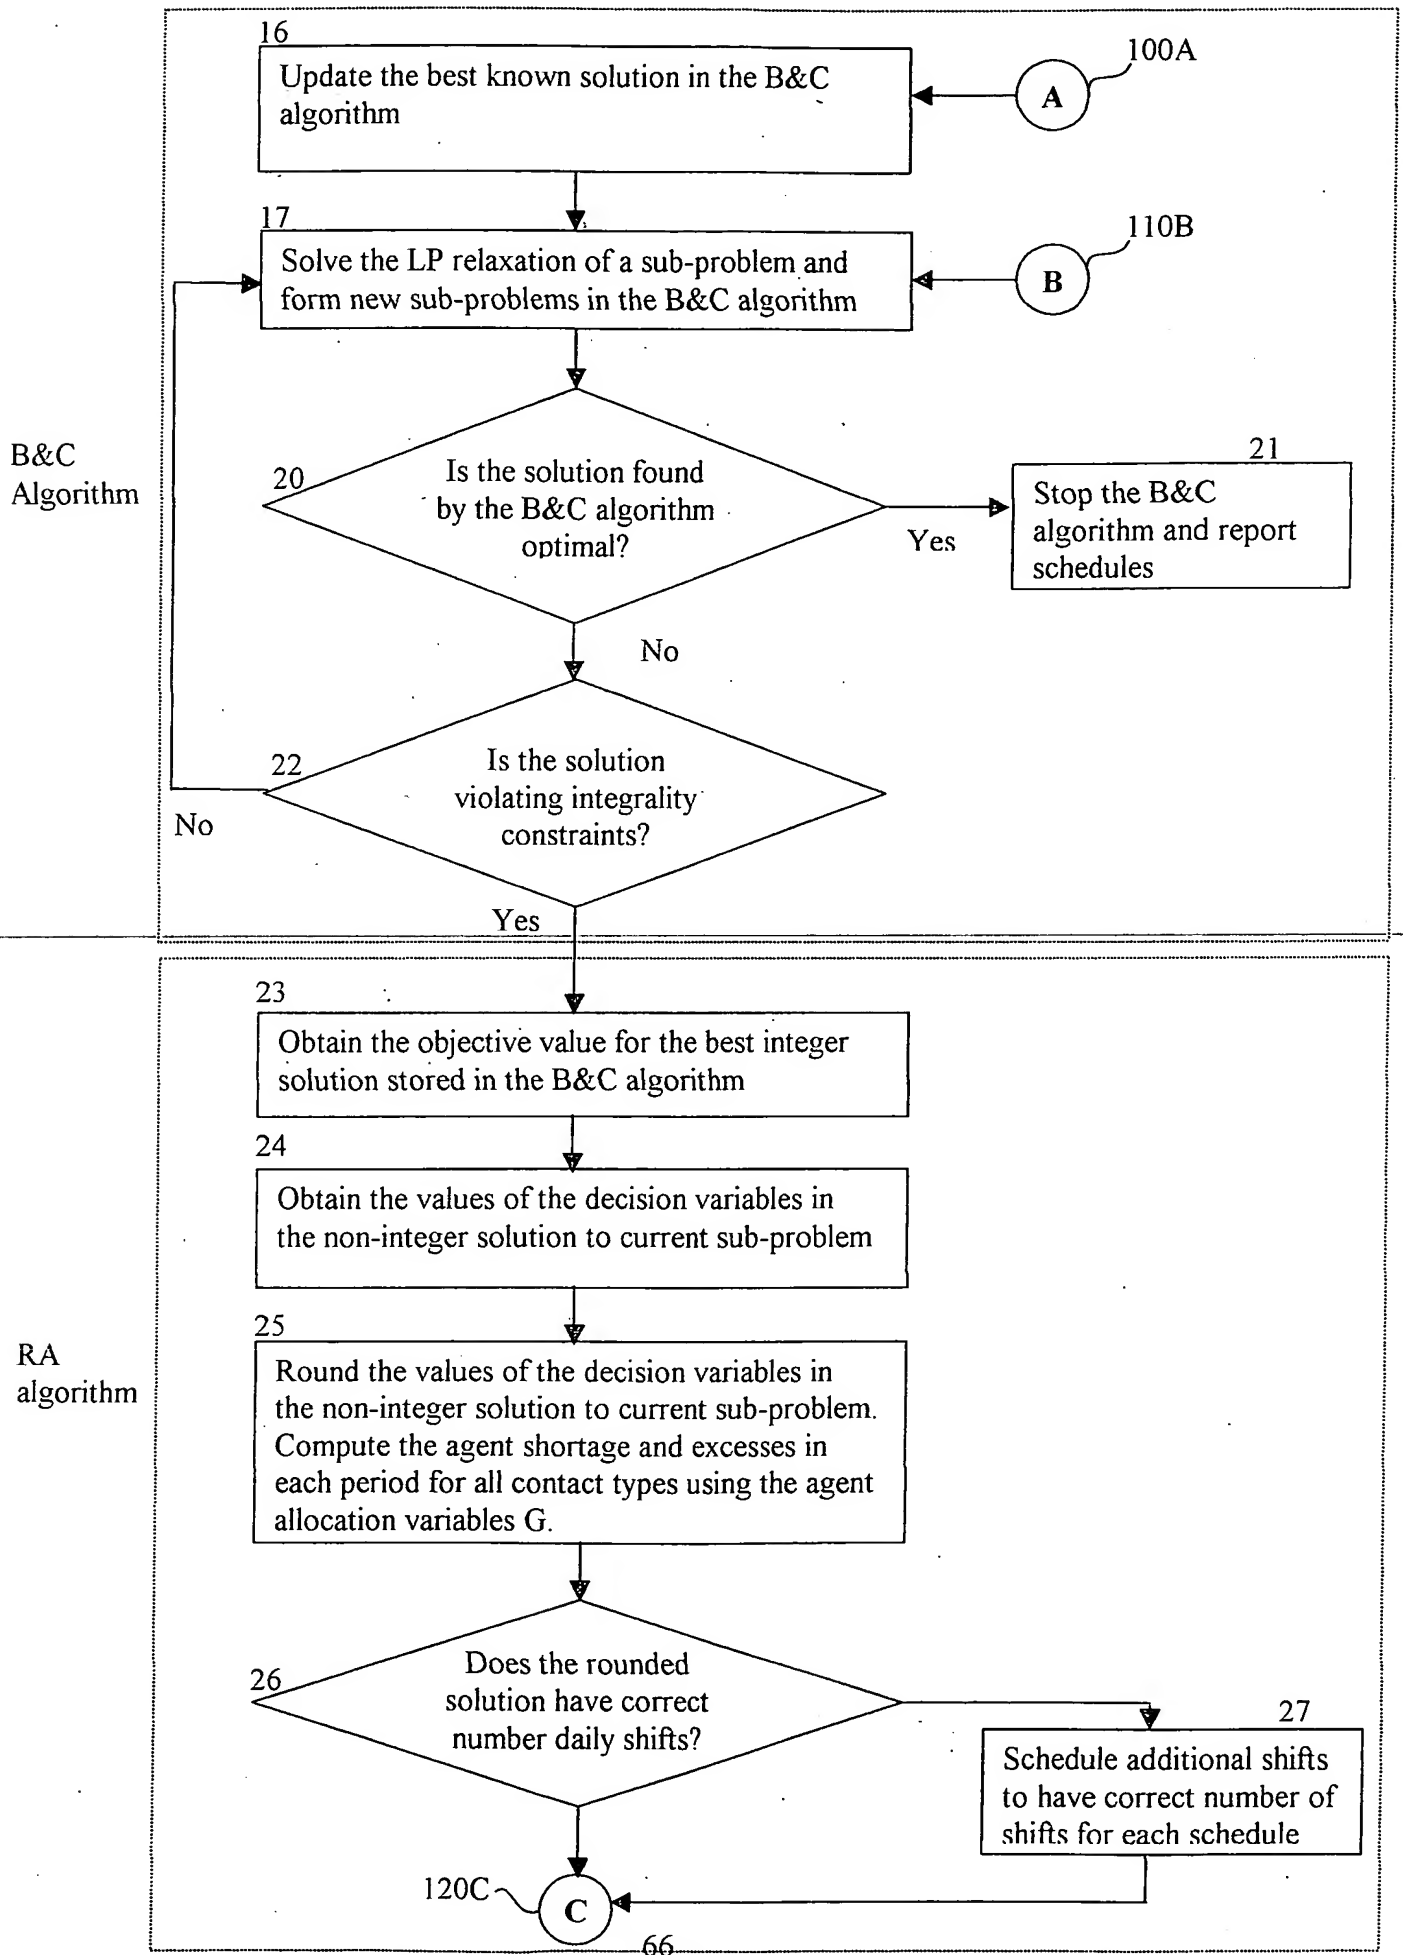 16
Update the best known solution in the B&C
algorithm
A
100A
17
Solve the LP relaxation of a sub-problem and
form new sub-problems in the B&C algorithm
B
110B
B&C
Algorithm
20
Is the solution found
by the B&C algorithm
optimal?
Yes
21
Stop the B&C
algorithm and report
schedules
No
22
Is the solution
violating integrality
constraints?
No
Yes
23
Obtain the objective value for the best integer
solution stored in the B&C algorithm
24
Obtain the values of the decision variables in
the non-integer solution to current sub-problem
RA
algorithm
25
Round the values of the decision variables in
the non-integer solution to current sub-problem.
Compute the agent shortage and excesses in
each period for all contact types using the agent
allocation variables G.
26
Does the rounded
solution have correct
number daily shifts?
27
Schedule additional shifts
to have correct number of
shifts for each schedule
120C
C
66